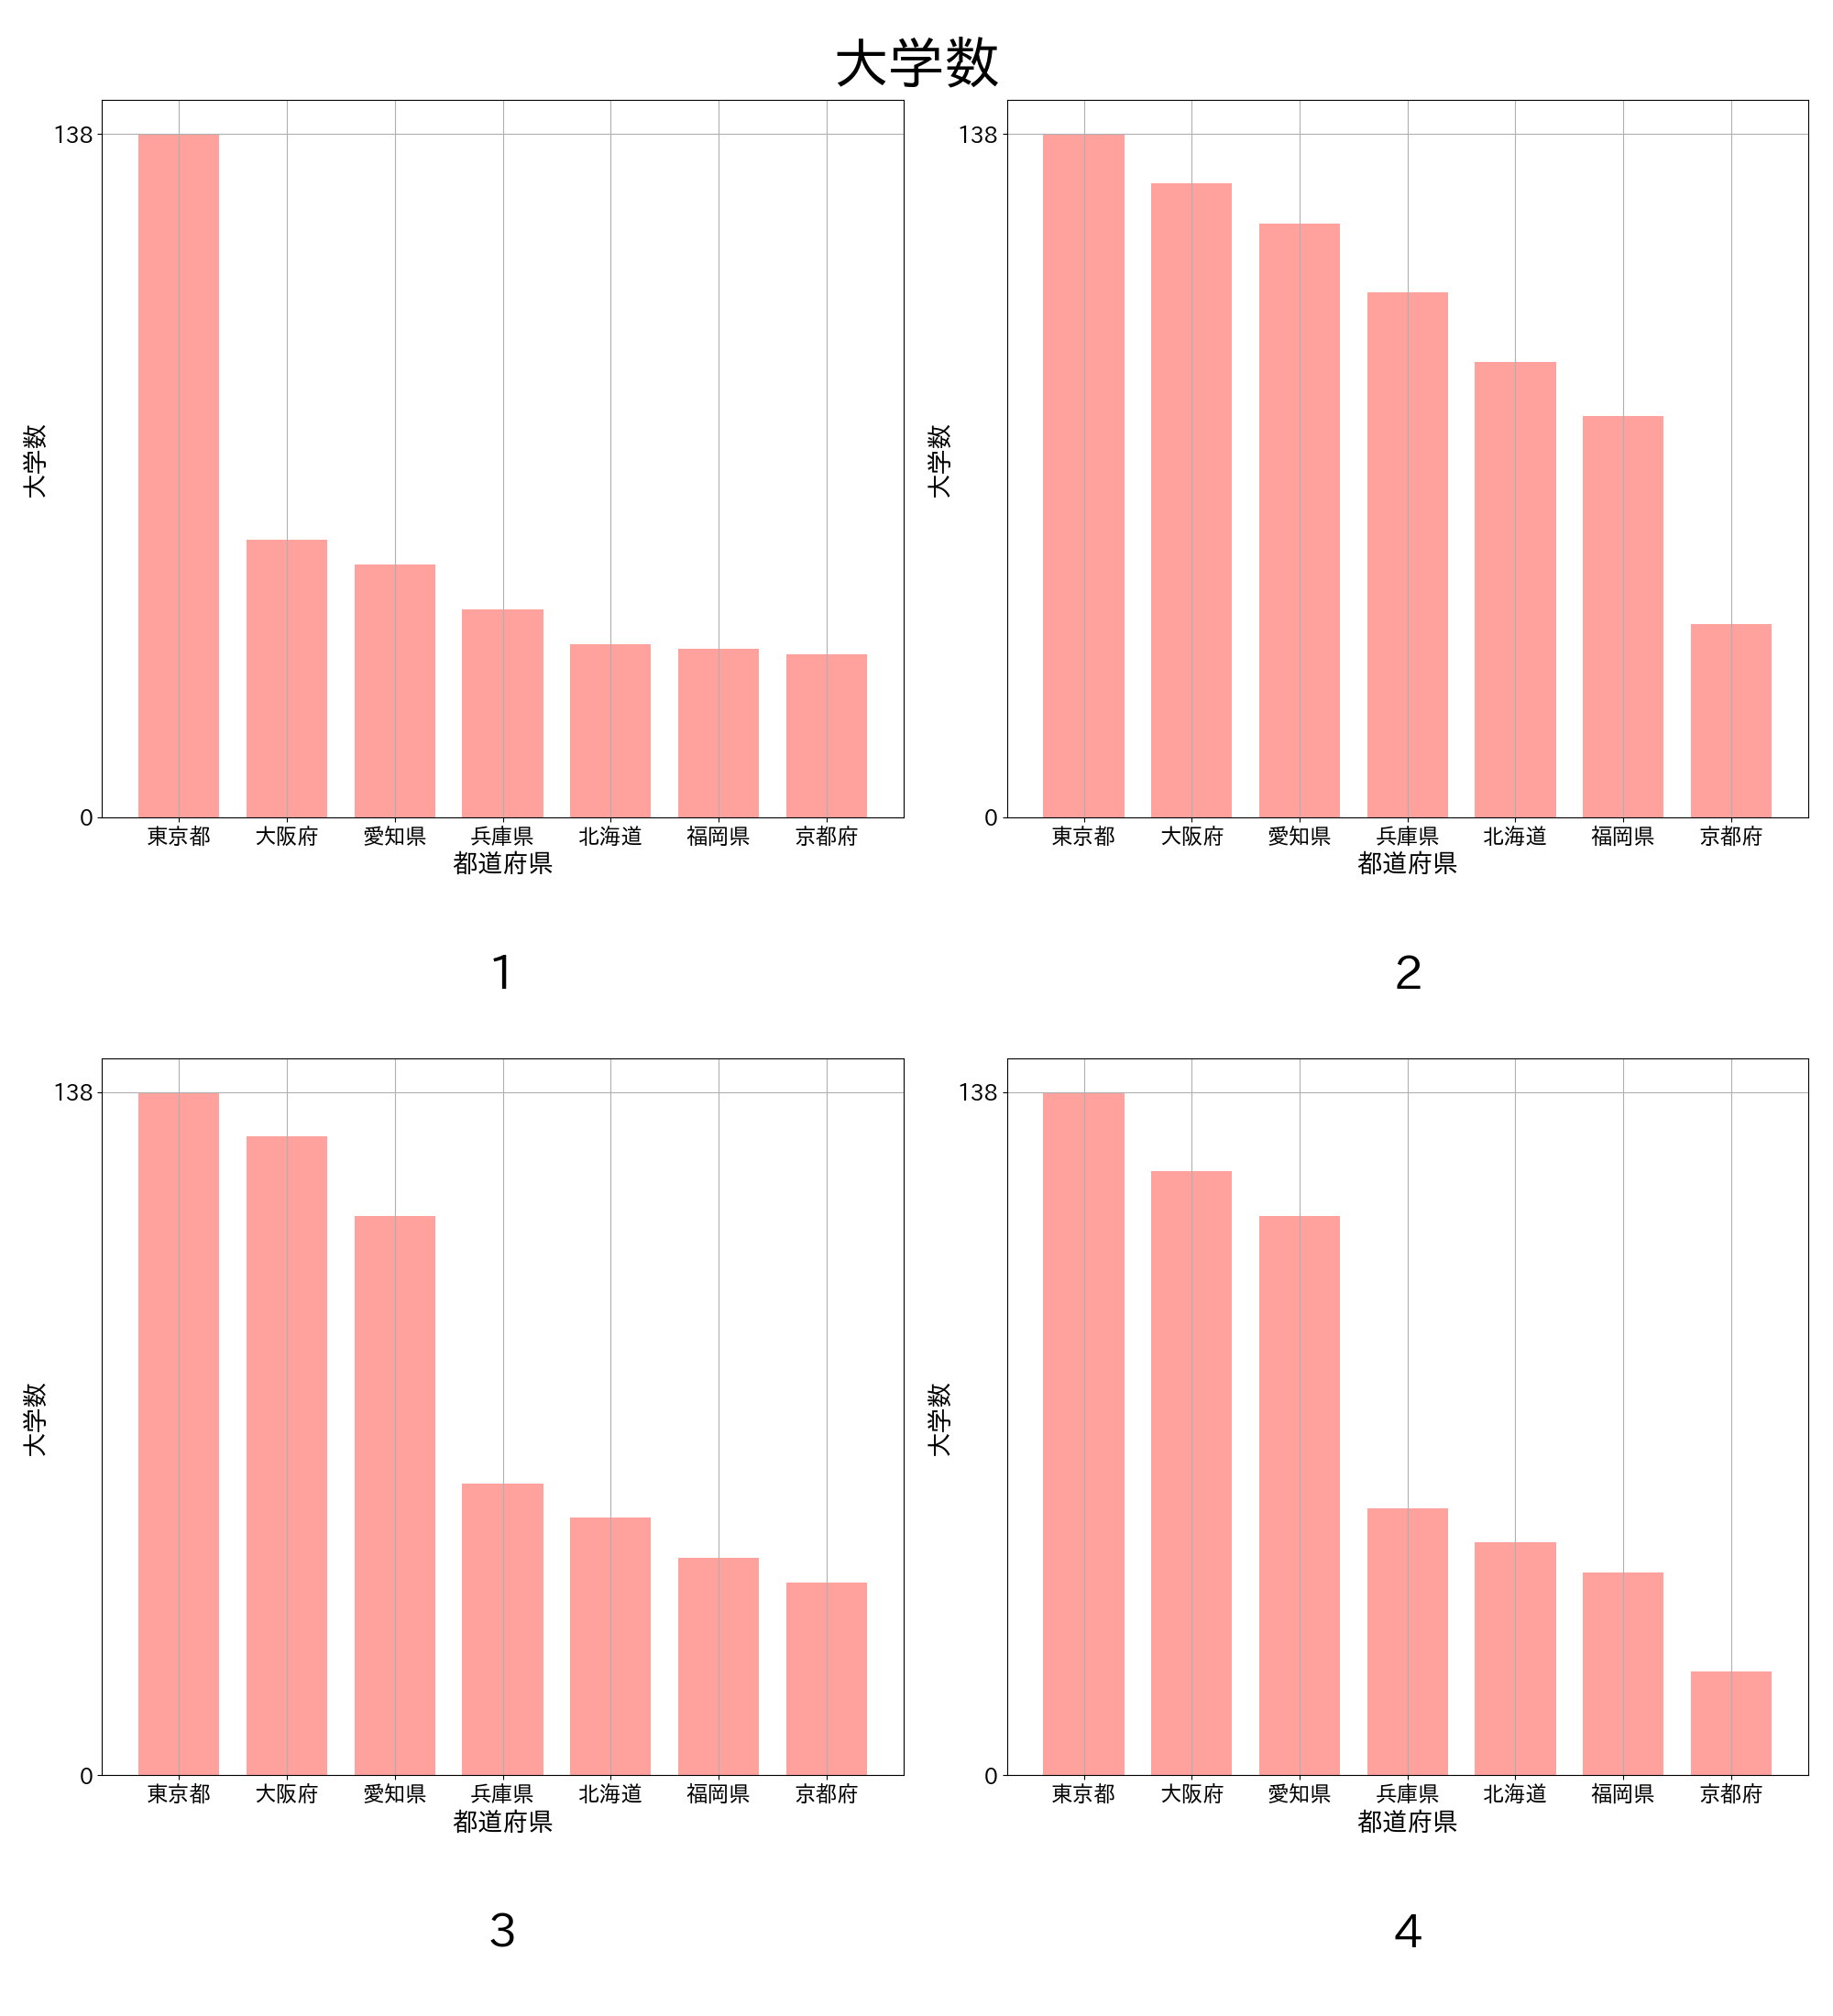 大学数
138
0
大学数
東京都 大阪府 愛知県 兵庫県 北海道 福岡県 京都府
都道府県
1
138
0
大学数
東京都 大阪府 愛知県 兵庫県 北海道 福岡県 京都府
都道府県
2
138
0
大学数
東京都 大阪府 愛知県 兵庫県 北海道 福岡県 京都府
都道府県
3
138
0
大学数
東京都 大阪府 愛知県 兵庫県 北海道 福岡県 京都府
都道府県
4